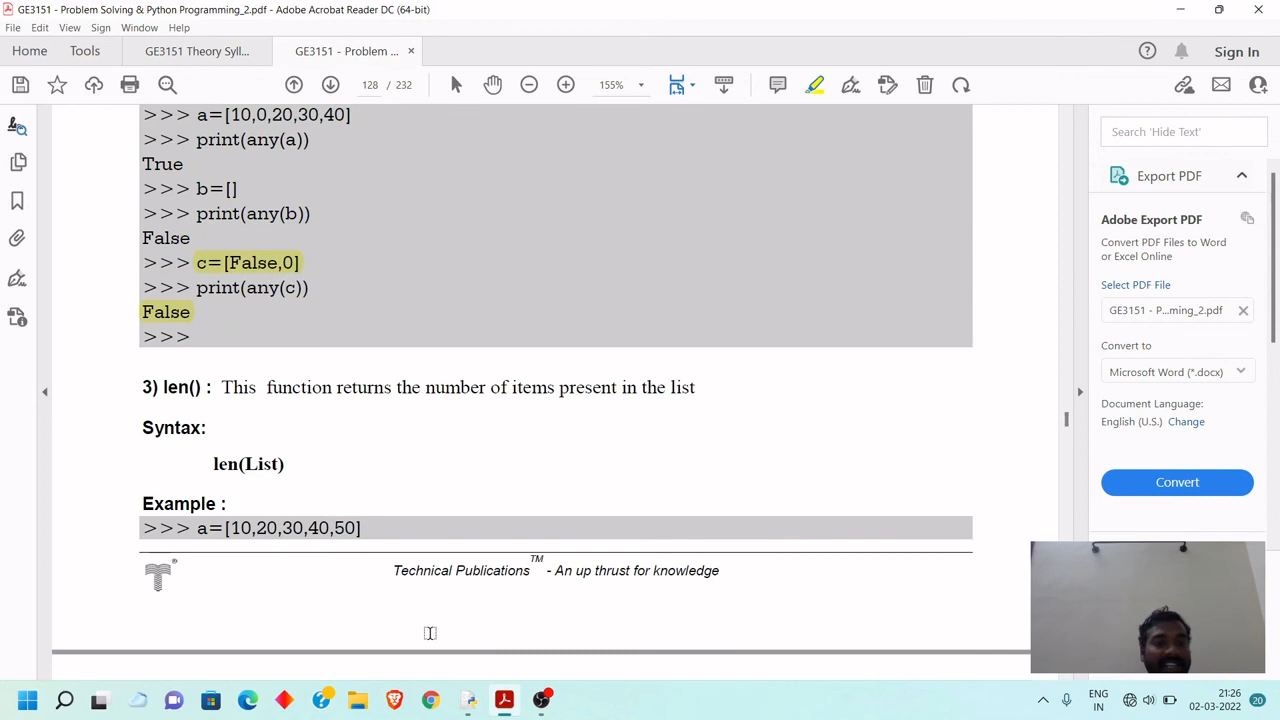 GE3151 - Problem Solving & Python Programming_2.pdf - Adobe Acrobat Reader DC (64-bit)
File Edit View Sign Window Help
Home Tools GE3151 Theory Syll... GE3151 - Problem ... × Sign In
128 / 232 155%
>>> a=[10,0,20,30,40]
>>> print(any(a))
True
>>> b=[]
>>> print(any(b))
False
>>> c=[False,0]
>>> print(any(c))
False
>>>
3) len() : This function returns the number of items present in the list
Syntax:
len(List)
Example :
>>> a=[10,20,30,40,50]
Technical Publications™ - An up thrust for knowledge
Search 'Hide Text'
Export PDF
Adobe Export PDF
Convert PDF Files to Word
or Excel Online
Select PDF File
GE3151 - P...ming_2.pdf
Convert to
Microsoft Word (*.docx)
Document Language:
English (U.S.) Change
Convert
ENG
IN
21:26
02-03-2022
20